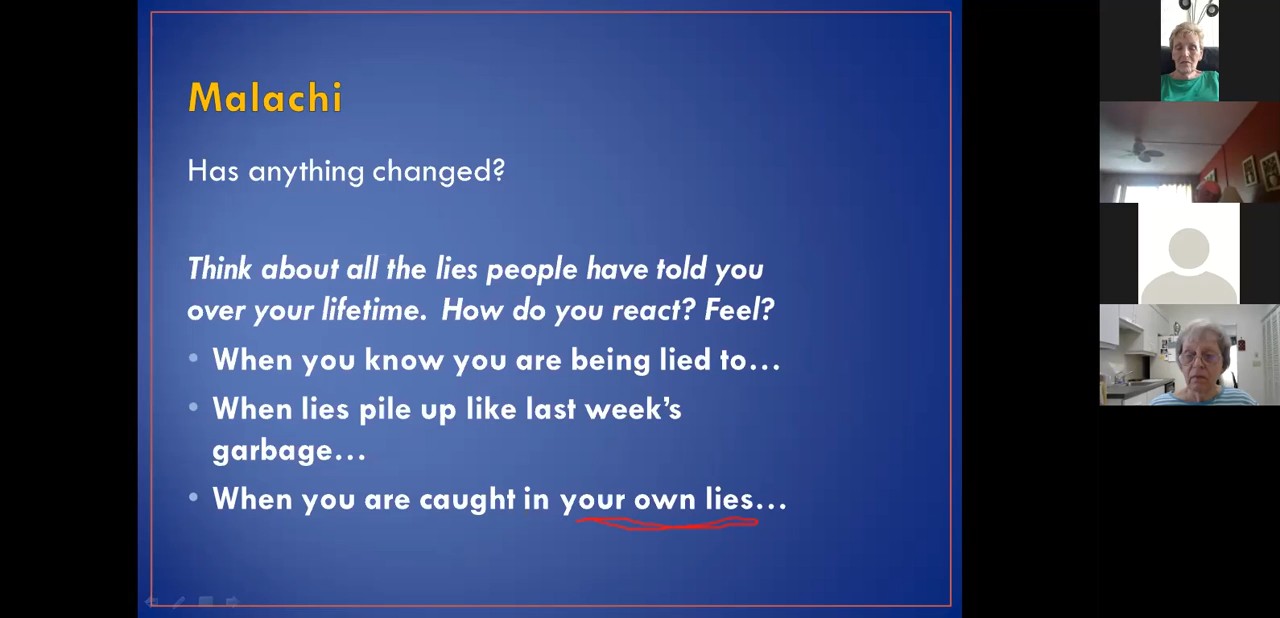 Malachi
Has anything changed?
Think about all the lies people have told you
over your lifetime. How do you react? Feel?
• When you know you are being lied to…
• When lies pile up like last week’s
garbage…
• When you are caught in your own lies…